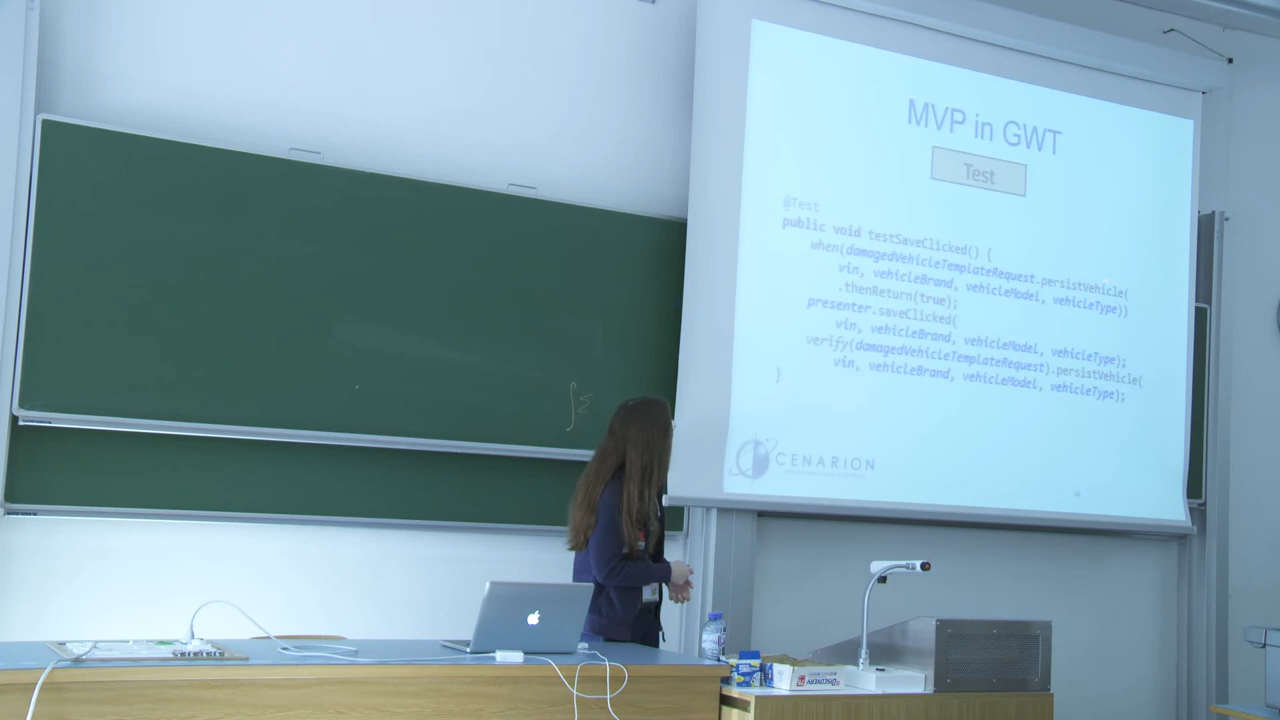 MVP in GWT
Test
@Test
public void testSaveClicked() {
when(damagedVehicleTemplateRequest.persistVehicle(
vin, vehicleBrand, vehicleModel, vehicleType))
.thenReturn(true);
presenter.saveClicked(
vin, vehicleBrand, vehicleModel, vehicleType);
verify(damagedVehicleTemplateRequest).persistVehicle(
vin, vehicleBrand, vehicleModel, vehicleType);
}
CENARION
∫Σ
DISCOVERY